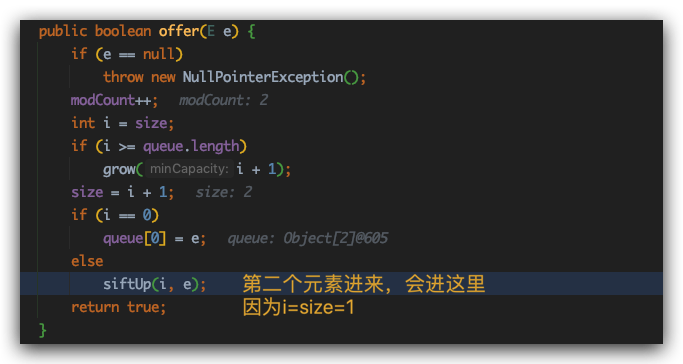 public boolean offer(E e) {
if (e == null)
throw new NullPointerException();
modCount++; modCount: 2
int i = size;
if (i >= queue.length)
grow( minCapacity: i + 1);
size = i + 1; size: 2
if (i == 0)
queue[0] = e; queue: Object[2]@605
else
siftUp(i, e); 第二个元素进来，会进这里
return true; 因为i=size=1
}